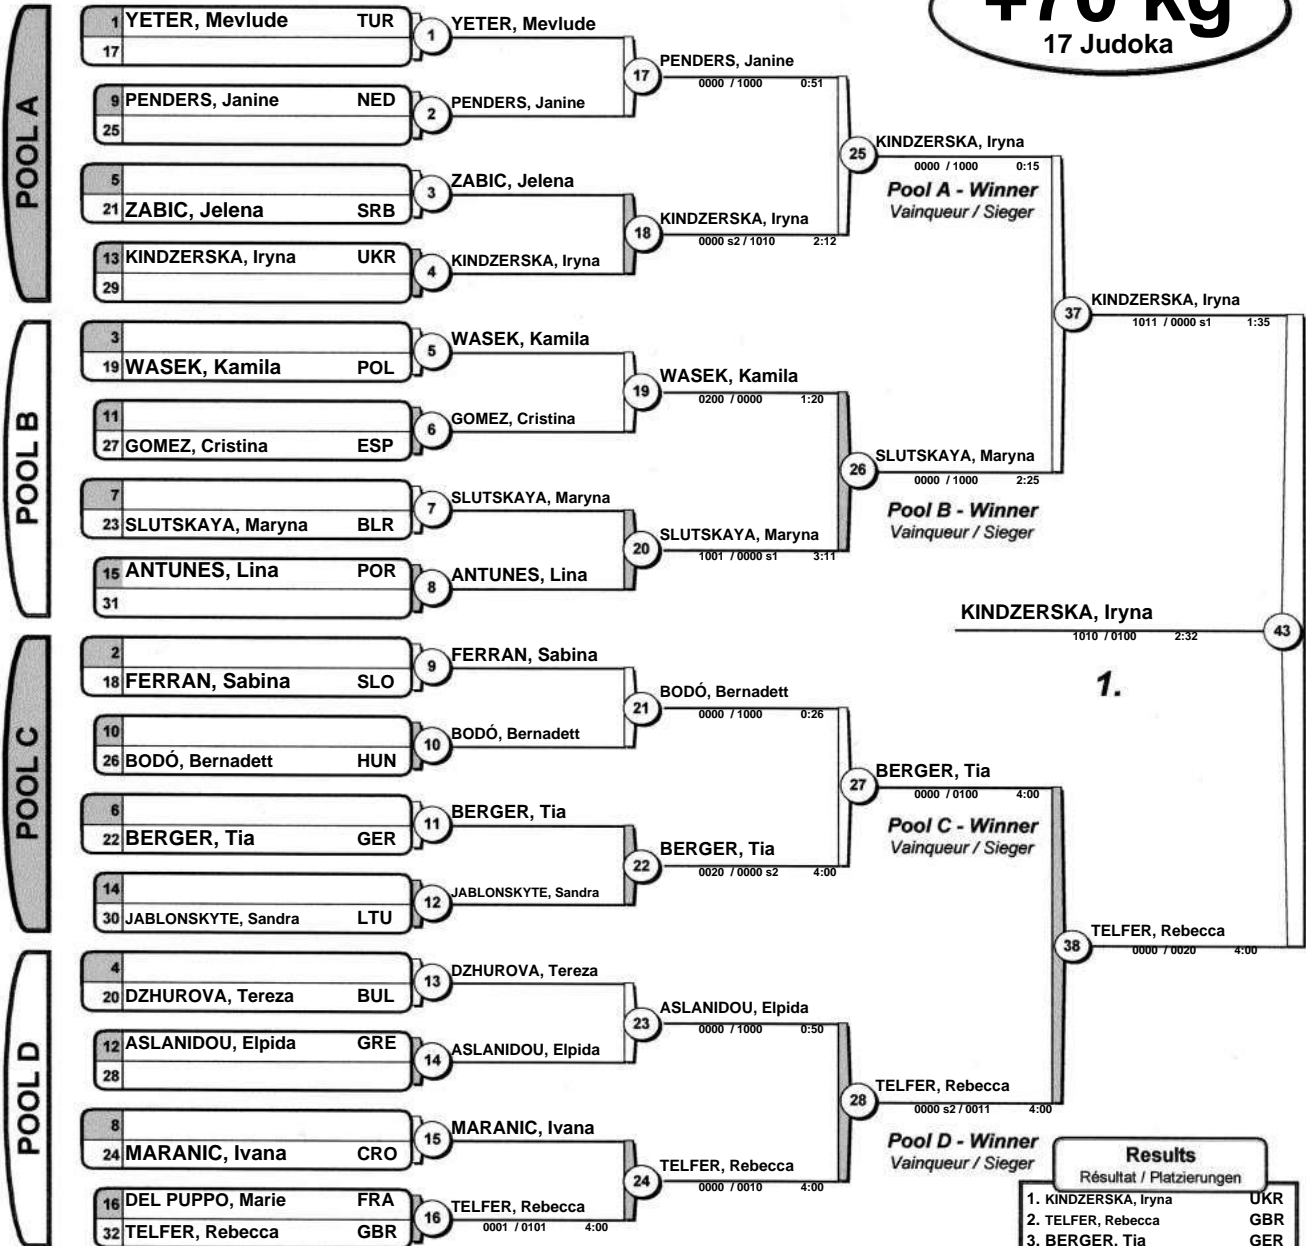 +70 kg
17 Judoka
POOL A
1 YETER, Mevlude TUR
17
1 YETER, Mevlude
9 PENDERS, Janine NED
25
2 PENDERS, Janine
17 PENDERS, Janine
0000 / 1000 0:51
5
21 ZABIC, Jelena SRB
3 ZABIC, Jelena
13 KINDZERSKA, Iryna UKR
29
4 KINDZERSKA, Iryna
18 KINDZERSKA, Iryna
0000 s2 / 1010 2:12
25 KINDZERSKA, Iryna
0000 / 1000 0:15
Pool A - Winner
Vainqueur / Sieger
POOL B
3
19 WASEK, Kamila POL
5 WASEK, Kamila
11
27 GOMEZ, Cristina ESP
6 GOMEZ, Cristina
19 WASEK, Kamila
0200 / 0000 1:20
7
23 SLUTSKAYA, Maryna BLR
7 SLUTSKAYA, Maryna
15 ANTUNES, Lina POR
31
8 ANTUNES, Lina
20 SLUTSKAYA, Maryna
1001 / 0000 s1 3:11
26 SLUTSKAYA, Maryna
0000 / 1000 2:25
Pool B - Winner
Vainqueur / Sieger
37 KINDZERSKA, Iryna
1011 / 0000 s1 1:35
POOL C
2
18 FERRAN, Sabina SLO
9 FERRAN, Sabina
10
26 BODÓ, Bernadett HUN
10 BODÓ, Bernadett
21 BODÓ, Bernadett
0000 / 1000 0:26
6
22 BERGER, Tia GER
11 BERGER, Tia
14
30 JABLONSKYTE, Sandra LTU
12 JABLONSKYTE, Sandra
22 BERGER, Tia
0020 / 0000 s2 4:00
27 BERGER, Tia
0000 / 0100 4:00
Pool C - Winner
Vainqueur / Sieger
POOL D
4
20 DZHUROVA, Tereza BUL
13 DZHUROVA, Tereza
12 ASLANIDOU, Elpida GRE
28
14 ASLANIDOU, Elpida
23 ASLANIDOU, Elpida
0000 / 1000 0:50
8
24 MARANIC, Ivana CRO
15 MARANIC, Ivana
16 DEL PUPPO, Marie FRA
32 TELFER, Rebecca GBR
16 TELFER, Rebecca
0001 / 0101 4:00
24 TELFER, Rebecca
0000 / 0010 4:00
28 TELFER, Rebecca
0000 s2 / 0011 4:00
Pool D - Winner
Vainqueur / Sieger
38 TELFER, Rebecca
0000 / 0020 4:00
KINDZERSKA, Iryna 43
1010 / 0100 2:32
1.
Results
Résultat / Platzierungen
1. KINDZERSKA, Iryna UKR
2. TELFER, Rebecca GBR
3. BERGER, Tia GER